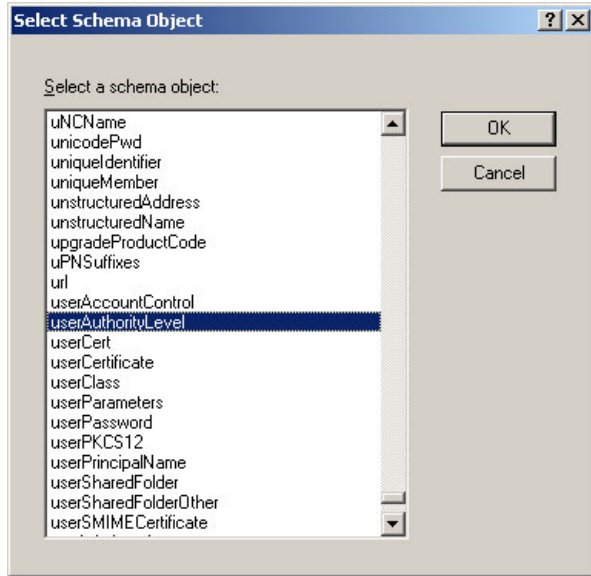 Select Schema Object
Select a schema object:
uNCName
unicodePwd
uniqueIdentifier
uniqueMember
unstructuredAddress
unstructuredName
upgradeProductCode
uPNSuffixes
url
userAccountControl
userAuthorityLevel
userCert
userCertificate
userClass
userParameters
userPassword
userPKCS12
userPrincipalName
userSharedFolder
userSharedFolderOther
userSMIMECertificate
OK
Cancel